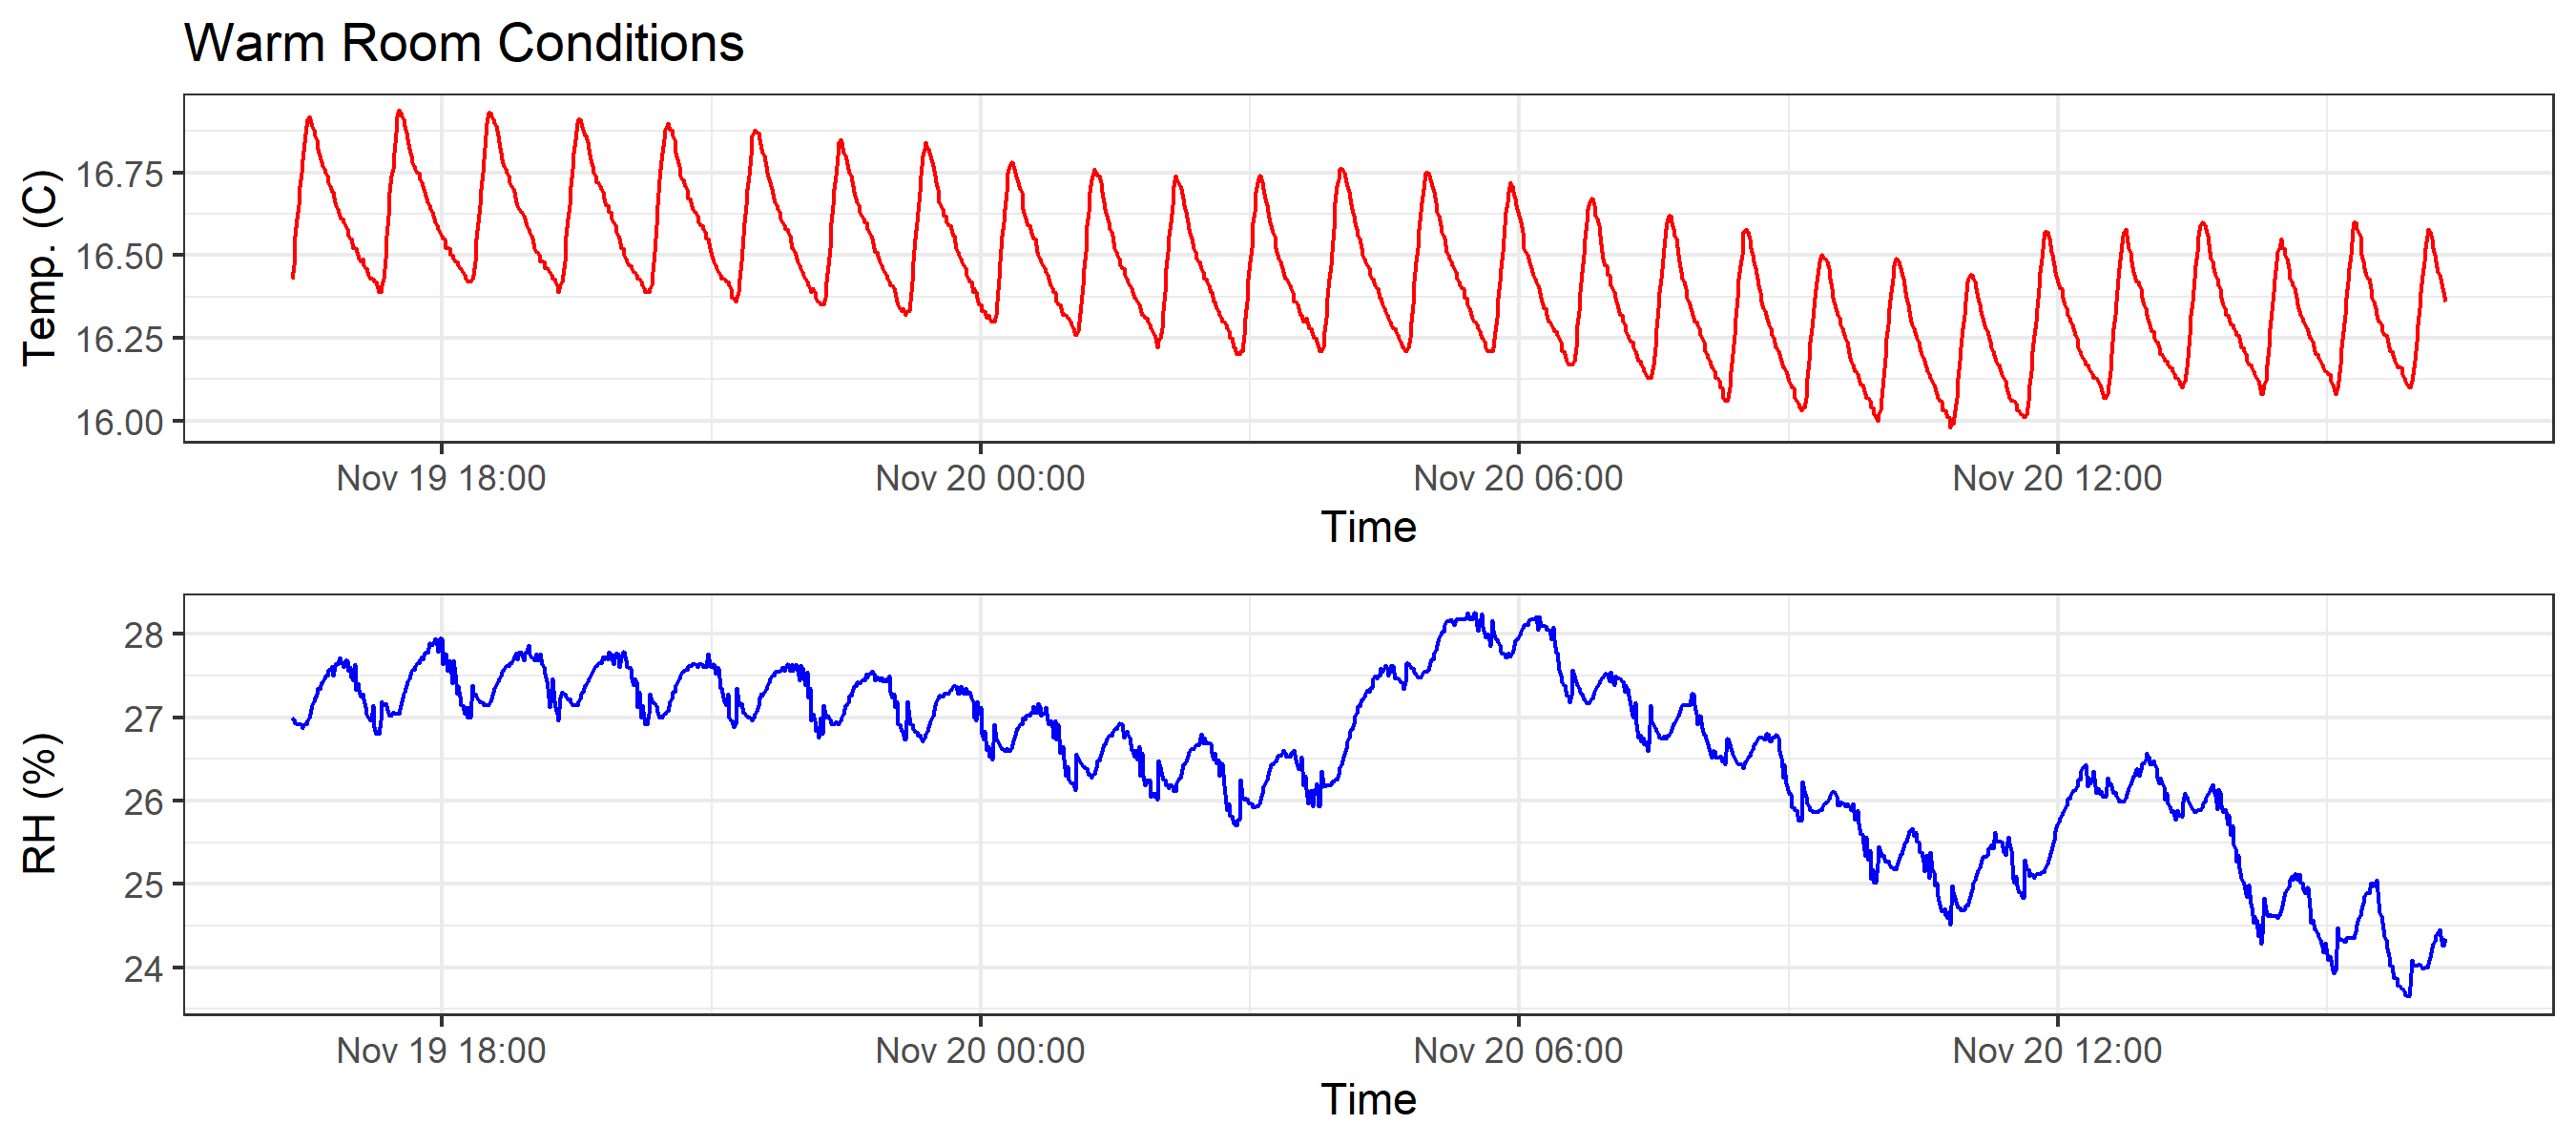 Warm Room Conditions
Temp. (C)
16.75
16.50
16.25
16.00
Nov 19 18:00 Nov 20 00:00 Nov 20 06:00 Nov 20 12:00
Time
RH (%)
28
27
26
25
24
Nov 19 18:00 Nov 20 00:00 Nov 20 06:00 Nov 20 12:00
Time